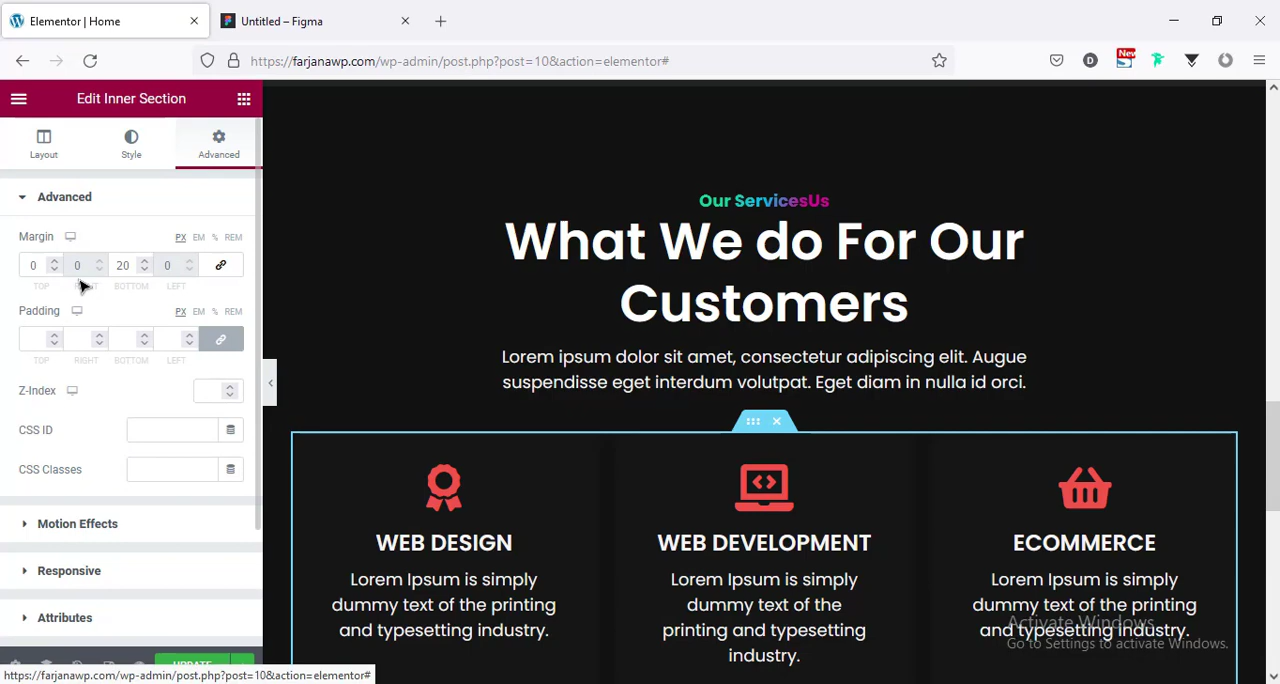 Elementor | Home
Untitled – Figma
https://farjanawp.com/wp-admin/post.php?post=10&action=elementor#
New
Edit Inner Section
Layout
Style
Advanced
Advanced
Margin
PX EM % REM
0 0 20 0
TOP RIGHT BOTTOM LEFT
Padding
PX EM % REM
TOP RIGHT BOTTOM LEFT
Z-Index
CSS ID
CSS Classes
Motion Effects
Responsive
Attributes
UPDATE
https://farjanawp.com/wp-admin/post.php?post=10&action=elementor#
Our ServicesUs
What We do For Our
Customers
Lorem ipsum dolor sit amet, consectetur adipiscing elit. Augue
suspendisse eget interdum volutpat. Eget diam in nulla id orci.
WEB DESIGN
Lorem Ipsum is simply
dummy text of the printing
and typesetting industry.
WEB DEVELOPMENT
Lorem Ipsum is simply
dummy text of the
printing and typesetting
industry.
ECOMMERCE
Lorem Ipsum is simply
dummy text of the printing
and typesetting industry.
Activate Windows
Go to Settings to activate Windows.